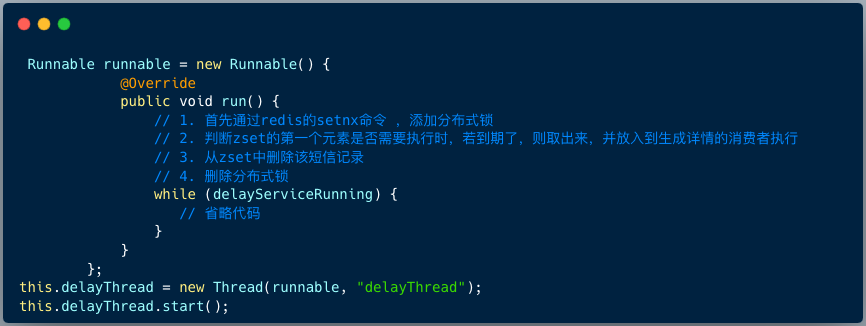 Runnable runnable = new Runnable() {
@Override
public void run() {
// 1. 首先通过redis的setnx命令 ，添加分布式锁
// 2. 判断zset的第一个元素是否需要执行时，若到期了，则取出来，并放入到生成详情的消费者执行
// 3. 从zset中删除该短信记录
// 4. 删除分布式锁
while (delayServiceRunning) {
// 省略代码
}
}
};
this.delayThread = new Thread(runnable, "delayThread");
this.delayThread.start();